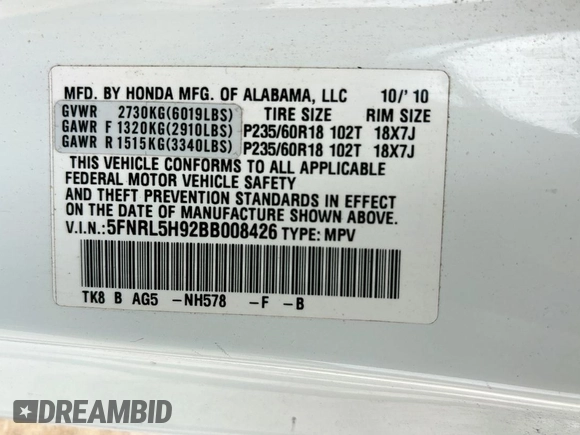 MFD. BY HONDA MFG. OF ALABAMA, LLC 10/'10
GVWR 2730KG(6019LBS) TIRE SIZE RIM SIZE
GAWR F 1320KG(2910LBS) P235/60R18 102T 18X7J
GAWR R 1515KG(3340LBS) P235/60R18 102T 18X7J
THIS VEHICLE CONFORMS TO ALL APPLICABLE
FEDERAL MOTOR VEHICLE SAFETY
AND THEFT PREVENTION STANDARDS IN EFFECT
ON THE DATE OF MANUFACTURE SHOWN ABOVE.
V.I.N.: 5FNRL5H92BB008426 TYPE: MPV
TK8 B AG5 -NH578 -F -B
DREAMBID